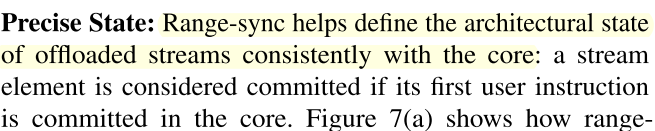 Precise State: Range-sync helps define the architectural state
of offloaded streams consistently with the core: a stream
element is considered committed if its first user instruction
is committed in the core. Figure 7(a) shows how range-